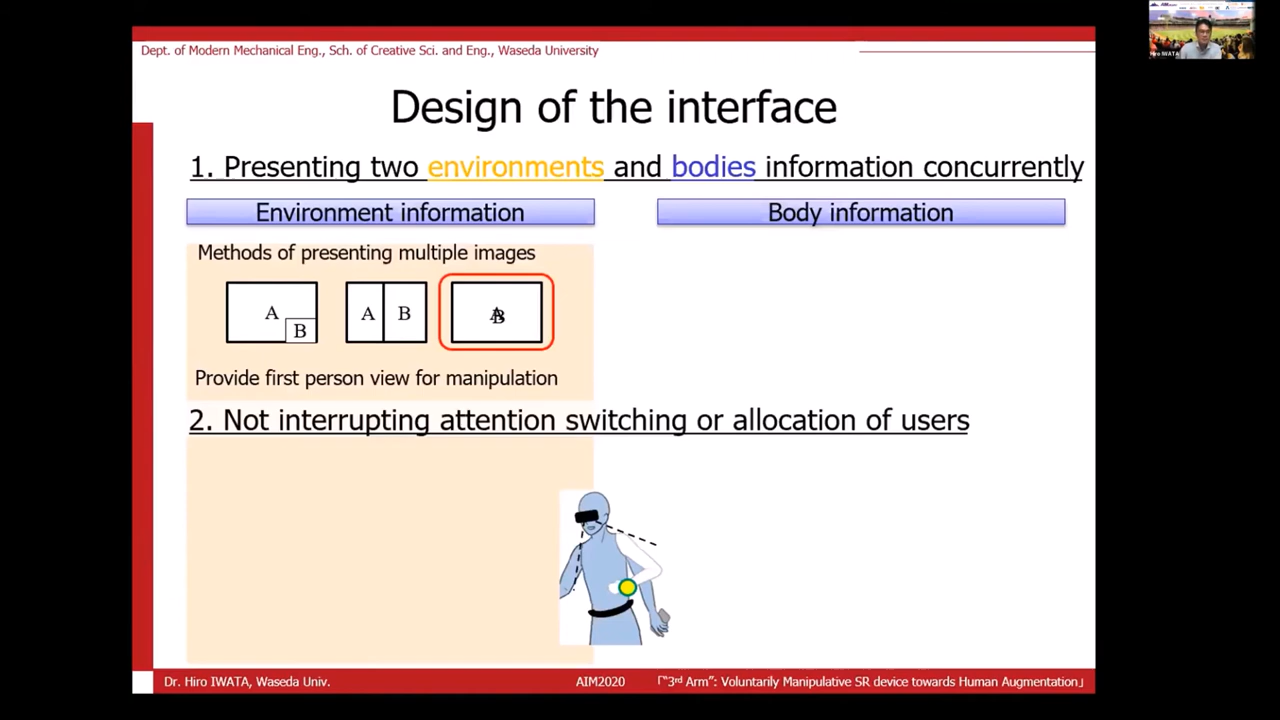 Dept. of Modern Mechanical Eng., Sch. of Creative Sci. and Eng., Waseda University
Hiro IWATA
Design of the interface
1. Presenting two environments and bodies information concurrently
Environment information
Body information
Methods of presenting multiple images
A
B
A
B
A
B
Provide first person view for manipulation
2. Not interrupting attention switching or allocation of users
Dr. Hiro IWATA, Waseda Univ.
AIM2020
「"3rd Arm": Voluntarily Manipulative SR device towards Human Augmentation」